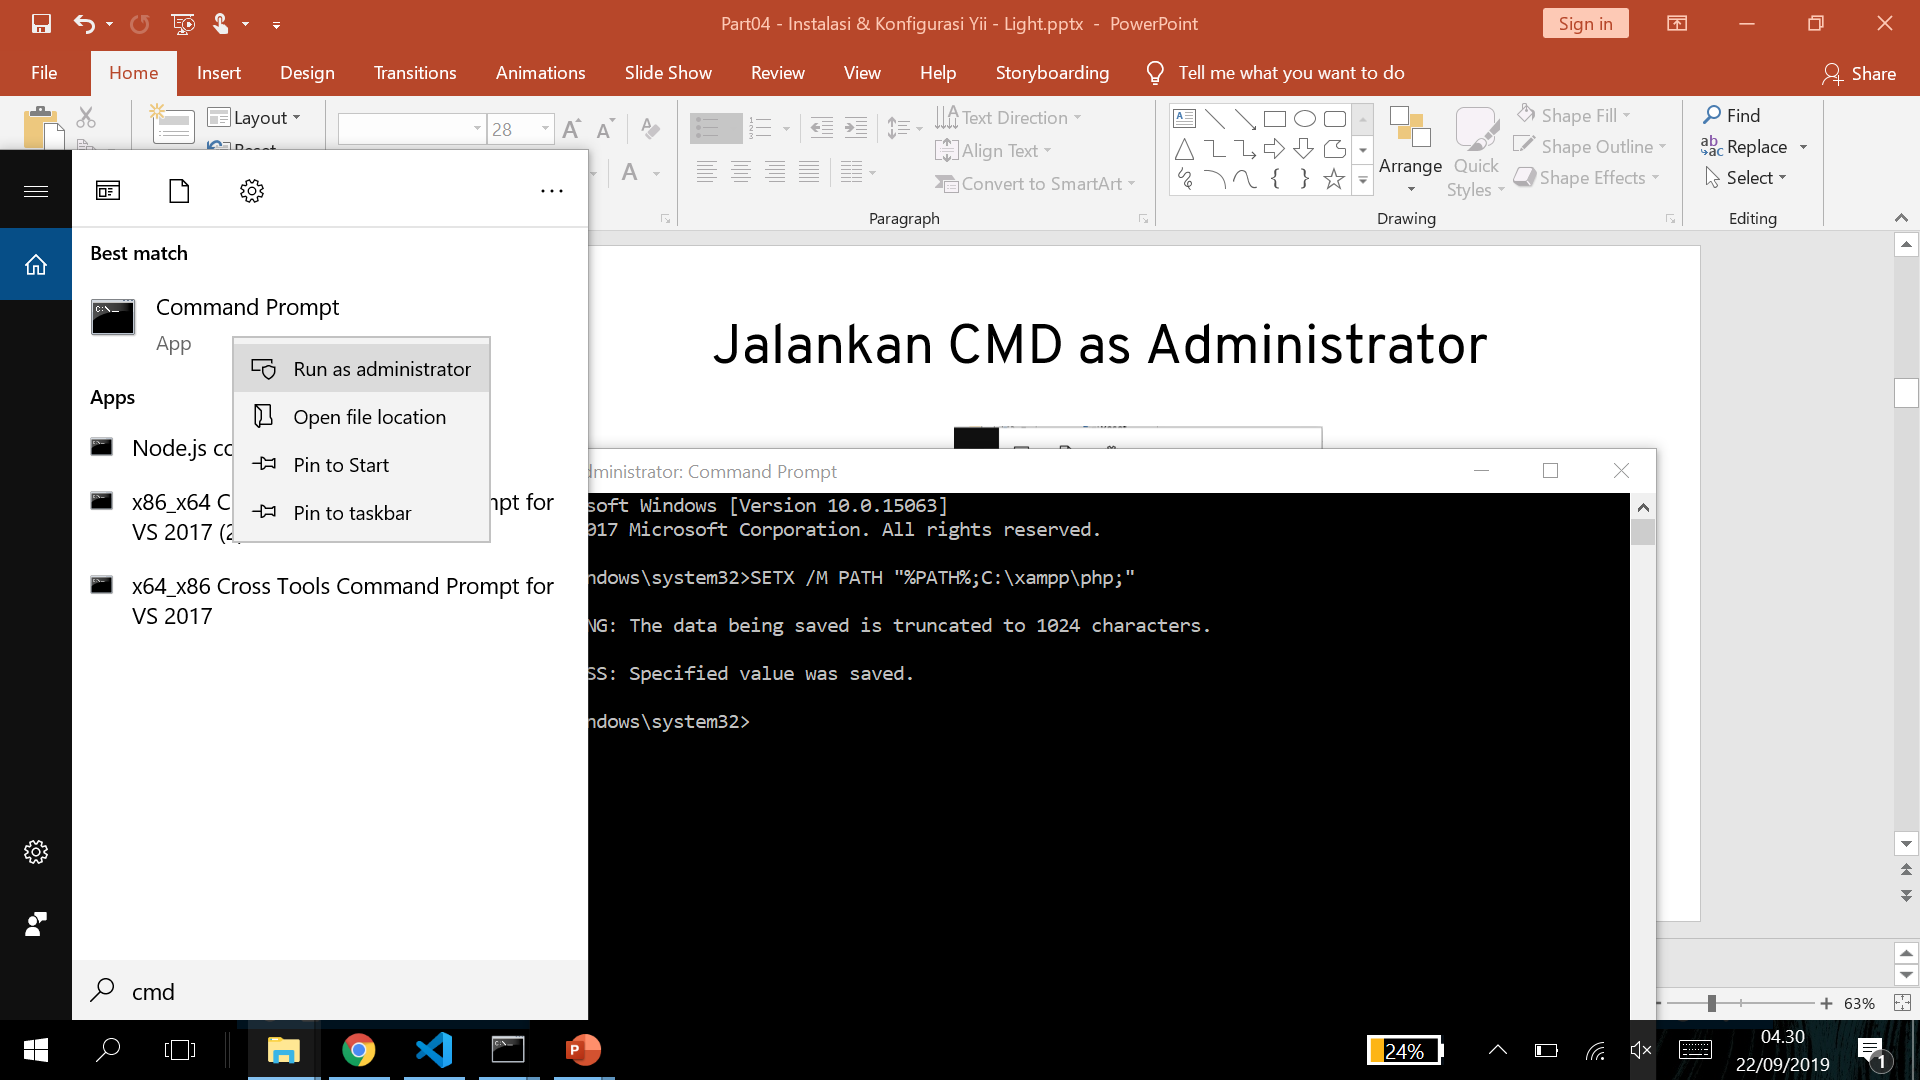 Part04 - Instalasi & Konfigurasi Yii - Light.pptx - PowerPoint
Sign in
File Home Insert Design Transitions Animations Slide Show Review View Help Storyboarding Tell me what you want to do
Share
Layout
Reset
28
Text Direction
Align Text
Convert to SmartArt
Paragraph
Arrange
Quick
Styles
Shape Fill
Shape Outline
Shape Effects
Drawing
Find
Replace
Select
Editing
Best match
Command Prompt
App
Run as administrator
Open file location
Pin to Start
Pin to taskbar
Apps
Node.js
x86_x64 C
pt for
VS 2017
x64_x86 Cross Tools Command Prompt for
VS 2017
cmd
Jalankan CMD as Administrator
dministrator: Command Prompt
soft Windows [Version 10.0.15063]
017 Microsoft Corporation. All rights reserved.
ndows\system32>SETX /M PATH "%PATH%;C:\xampp\php;"
NG: The data being saved is truncated to 1024 characters.
SS: Specified value was saved.
ndows\system32>
63%
24%
04.30
22/09/2019
1